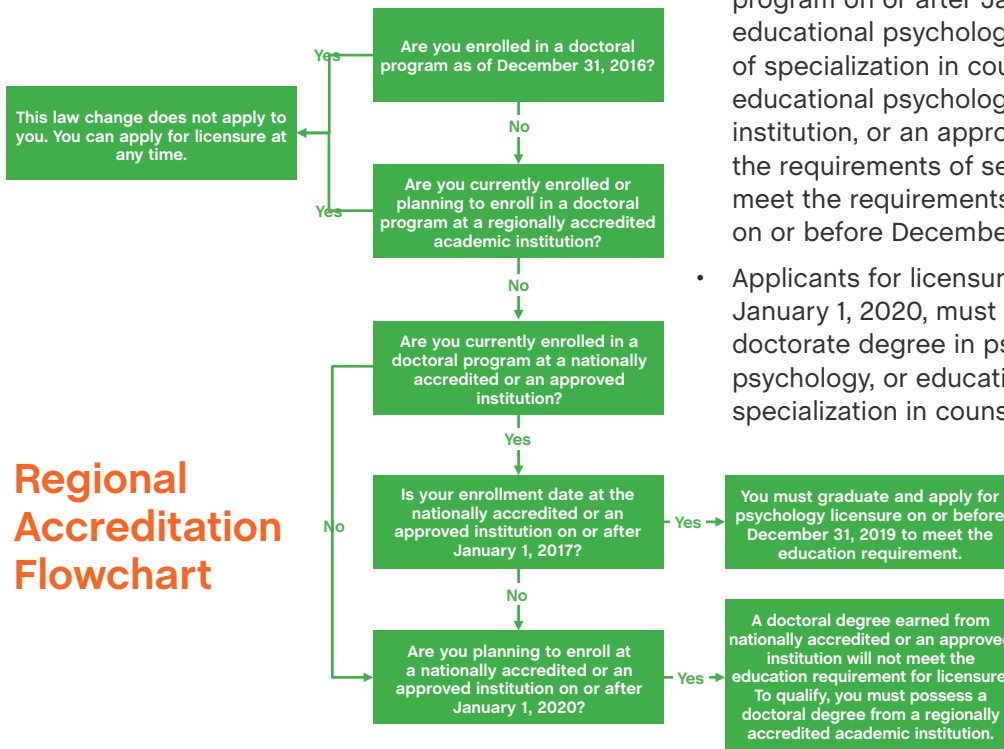 program on or after Ja
educational psycholog
of specialization in cou
educational psycholog
institution, or an appro
the requirements of se
meet the requirements
on or before Decembe
• Applicants for licensur
January 1, 2020, must
doctorate degree in ps
psychology, or educati
specialization in couns
Are you enrolled in a doctoral
program as of December 31, 2016?
Yes
No
This law change does not apply to
you. You can apply for licensure at
any time.
Are you currently enrolled or
planning to enroll in a doctoral
program at a regionally accredited
academic institution?
Yes
No
Are you currently enrolled in a
doctoral program at a nationally
accredited or an approved
institution?
Yes
No
Regional
Accreditation
Flowchart
Is your enrollment date at the
nationally accredited or an
approved institution on or after
January 1, 2017?
Yes
You must graduate and apply for
psychology licensure on or before
December 31, 2019 to meet the
education requirement.
No
Are you planning to enroll at
a nationally accredited or an
approved institution on or after
January 1, 2020?
Yes
A doctoral degree earned from
nationally accredited or an approved
institution will not meet the
education requirement for licensure
To qualify, you must possess a
doctoral degree from a regionally
accredited academic institution.